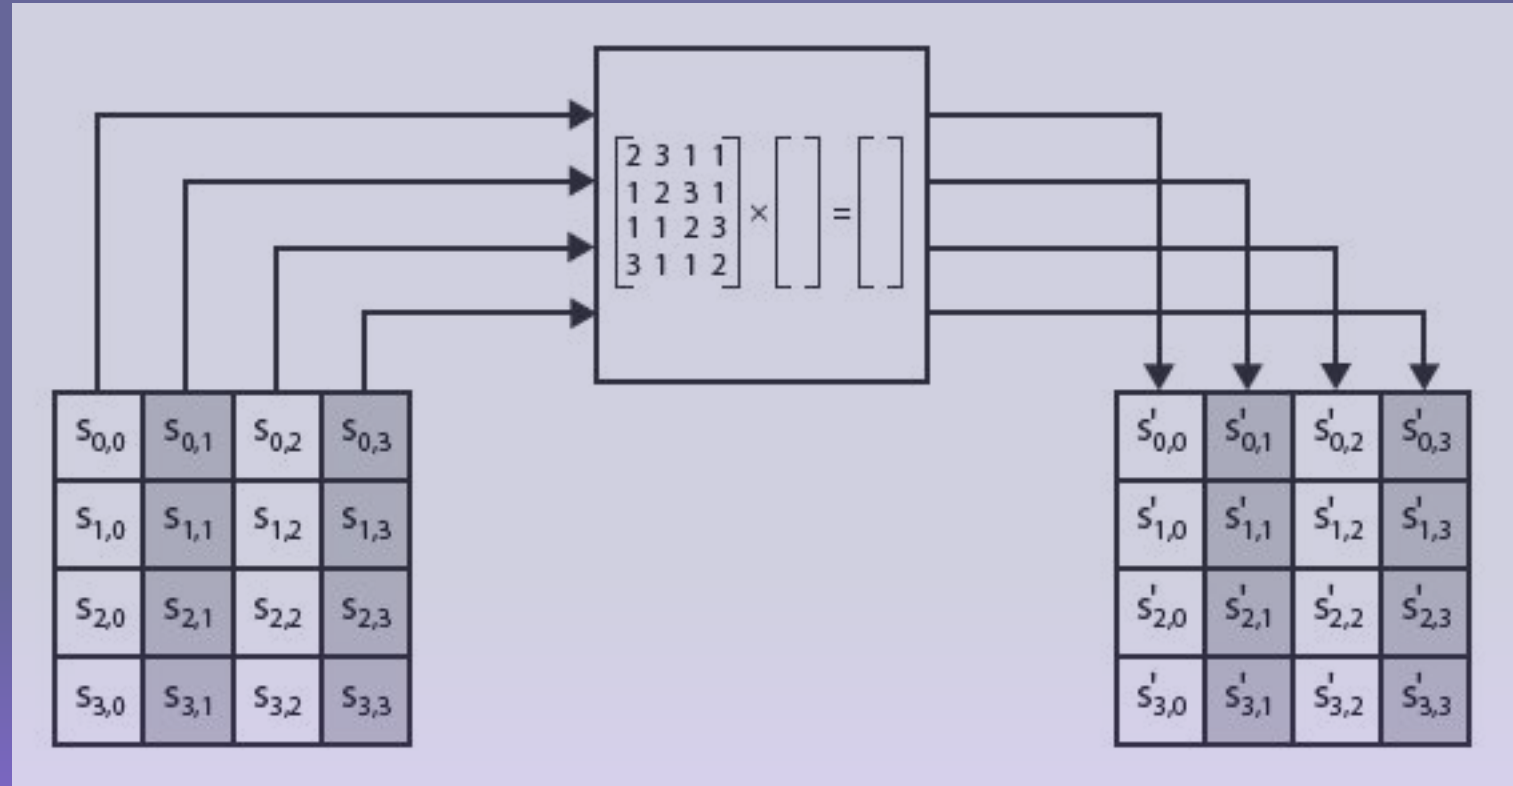 2 3 1 1
1 2 3 1
1 1 2 3
3 1 1 2
× =
S0,0 S0,1 S0,2 S0,3
S1,0 S1,1 S1,2 S1,3
S2,0 S2,1 S2,2 S2,3
S3,0 S3,1 S3,2 S3,3
S'0,0 S'0,1 S'0,2 S'0,3
S'1,0 S'1,1 S'1,2 S'1,3
S'2,0 S'2,1 S'2,2 S'2,3
S'3,0 S'3,1 S'3,2 S'3,3